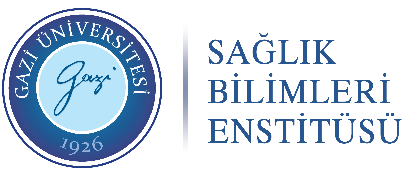 GAZİ ÜNİVERSİTESİ
Gazi
1926
SAĞLIK
BİLİMLERİ
ENSTİTÜSÜ